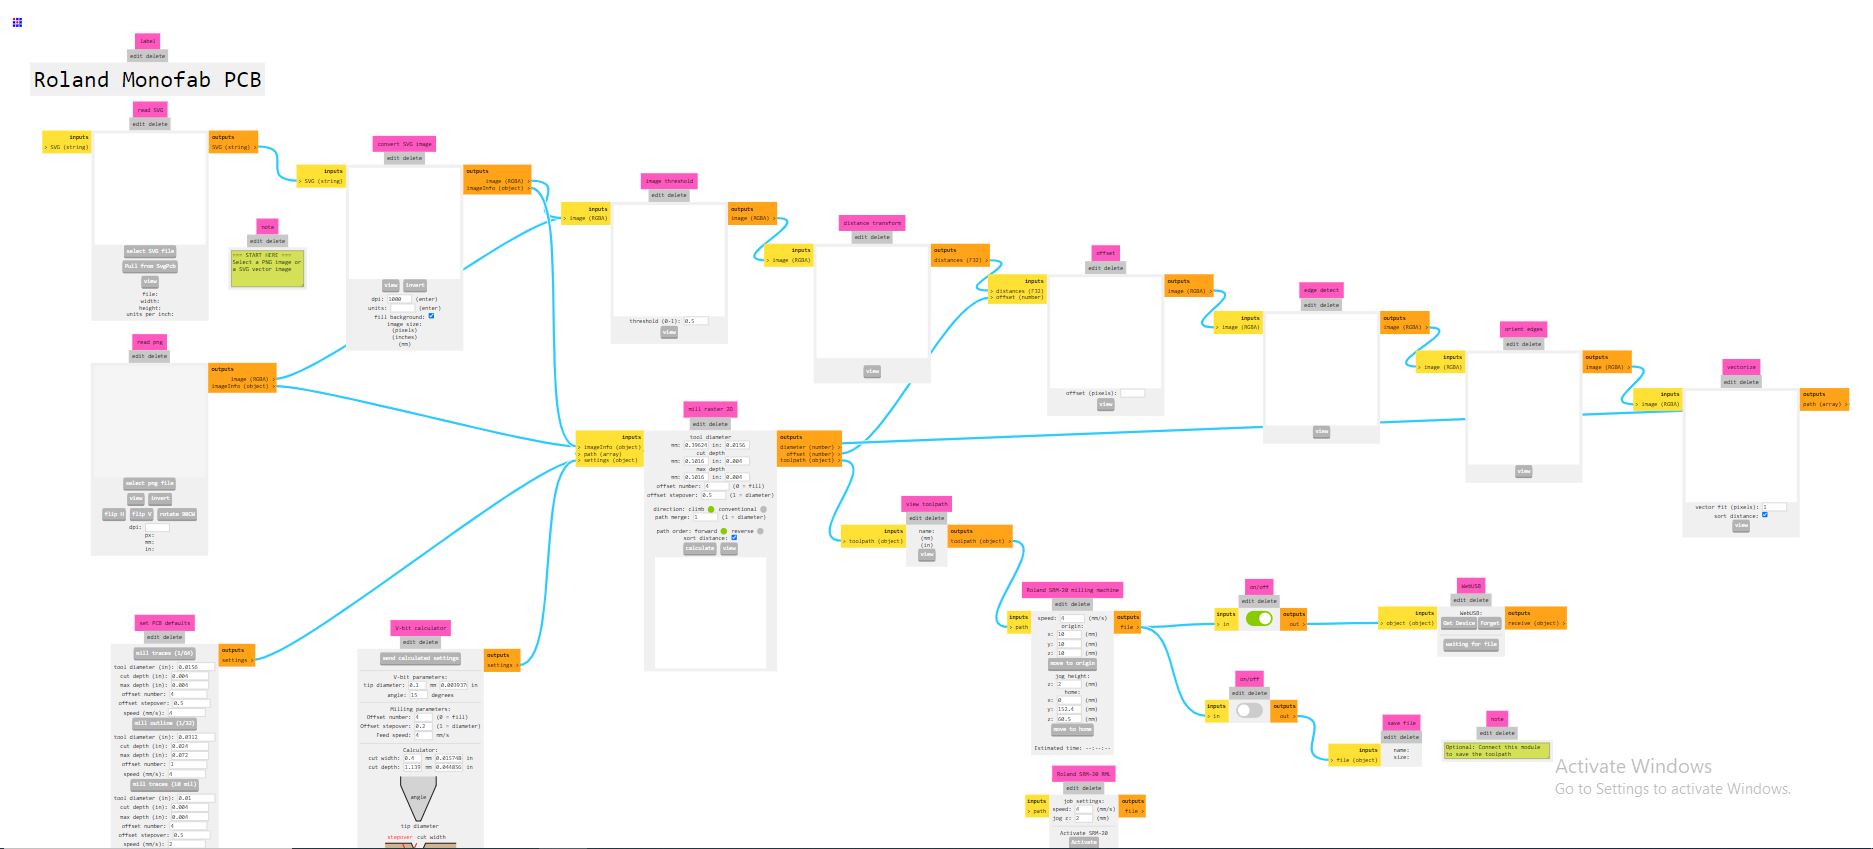 label
edit delete
Roland Monofab PCB
read SVG
edit delete
inputs
> SVG (string)
outputs
SVG (string) >
select SVG file
Pull from SvgPcb
view
file:
width:
height:
units per inch:
note
edit delete
=== START HERE ===
Select a PNG image or
a SVG vector image
convert SVG image
edit delete
inputs
> SVG (string)
outputs
image (RGBA) >
imageInfo (object) >
view invert
dpi: 1000 (enter)
units: (enter)
fill background:
image size:
(pixels)
(inches)
(mm)
image threshold
edit delete
inputs
> image (RGBA)
outputs
image (RGBA) >
threshold (0-1): 0.5
view
distance transform
edit delete
inputs
> image (RGBA)
outputs
distances (F32) >
view
offset
edit delete
inputs
> distances (F32)
> offset (number)
outputs
image (RGBA) >
offset (pixels):
view
edge detect
edit delete
inputs
> image (RGBA)
outputs
image (RGBA) >
view
orient edges
edit delete
inputs
> image (RGBA)
outputs
image (RGBA) >
view
vectorize
edit delete
inputs
> image (RGBA)
outputs
path (array) >
vector fit (pixels): 1
sort distance:
view
read png
edit delete
outputs
image (RGBA) >
imageInfo (object) >
select png file
view invert
flip H flip V rotate 90CW
dpi:
px:
mm:
in:
mill raster 2D
edit delete
inputs
> imageInfo (object)
> path (array)
> settings (object)
outputs
diameter (number) >
offset (number) >
toolpath (object) >
tool diameter
mm: 0.39624 in: 0.0156
cut depth
mm: 0.1016 in: 0.004
max depth
mm: 0.1016 in: 0.004
offset number: 4 (0 = fill)
offset stepover: 0.5 (1 = diameter)
direction: climb conventional
path merge: 1 (1 = diameter)
path order: forward reverse
sort distance:
calculate view
view toolpath
edit delete
inputs
> toolpath (object)
name:
(mm)
(in)
view
outputs
toolpath (object) >
set PCB defaults
edit delete
outputs
settings >
mill traces (1/64)
tool diameter (in): 0.0156
cut depth (in): 0.004
max depth (in): 0.004
offset number: 4
offset stepover: 0.5
speed (mm/s): 4
mill outline (1/32)
tool diameter (in): 0.0312
cut depth (in): 0.024
max depth (in): 0.072
offset number: 1
speed (mm/s): 4
mill traces (10 mil)
tool diameter (in): 0.01
cut depth (in): 0.004
max depth (in): 0.004
offset number: 4
offset stepover: 0.5
speed (mm/s): 2
V-bit calculator
edit delete
outputs
settings >
send calculated settings
V-bit parameters:
tip diameter: 0.1 mm 0.003937 in
angle: 15 degrees
Milling parameters:
Offset number: 4 (0 = fill)
Offset stepover: 0.2 (1 = diameter)
Feed speed: 4 mm/s
Calculator:
cut width: 0.4 mm 0.015748 in
cut depth: 1.139 mm 0.044856 in
angle
tip diameter
stepover cut width
Roland SRM-20 milling machine
edit delete
inputs
> path
outputs
file >
speed: 4 (mm/s)
origin:
x: 10 (mm)
y: 10 (mm)
z: 10 (mm)
move to origin
jog height:
z: 2 (mm)
home:
x: 0 (mm)
y: 152.4 (mm)
z: 60.5 (mm)
move to home
Estimated time: --:--:--
on/off
edit delete
inputs
> in
outputs
out >
WebUSB
edit delete
inputs
> object (object)
WebUSB:
Get Device Forget
waiting for file
outputs
receive (object) >
on/off
edit delete
inputs
> in
outputs
out >
save file
edit delete
inputs
> file (object)
name:
size:
note
edit delete
Optional: Connect this module
to save the toolpath
Roland SRM-20 RML
edit delete
inputs
> path
outputs
file >
job settings:
speed: 4 (mm/s)
jog z: 2 (mm)
Activate SRM-20
Activate
Activate Windows
Go to Settings to activate Windows.